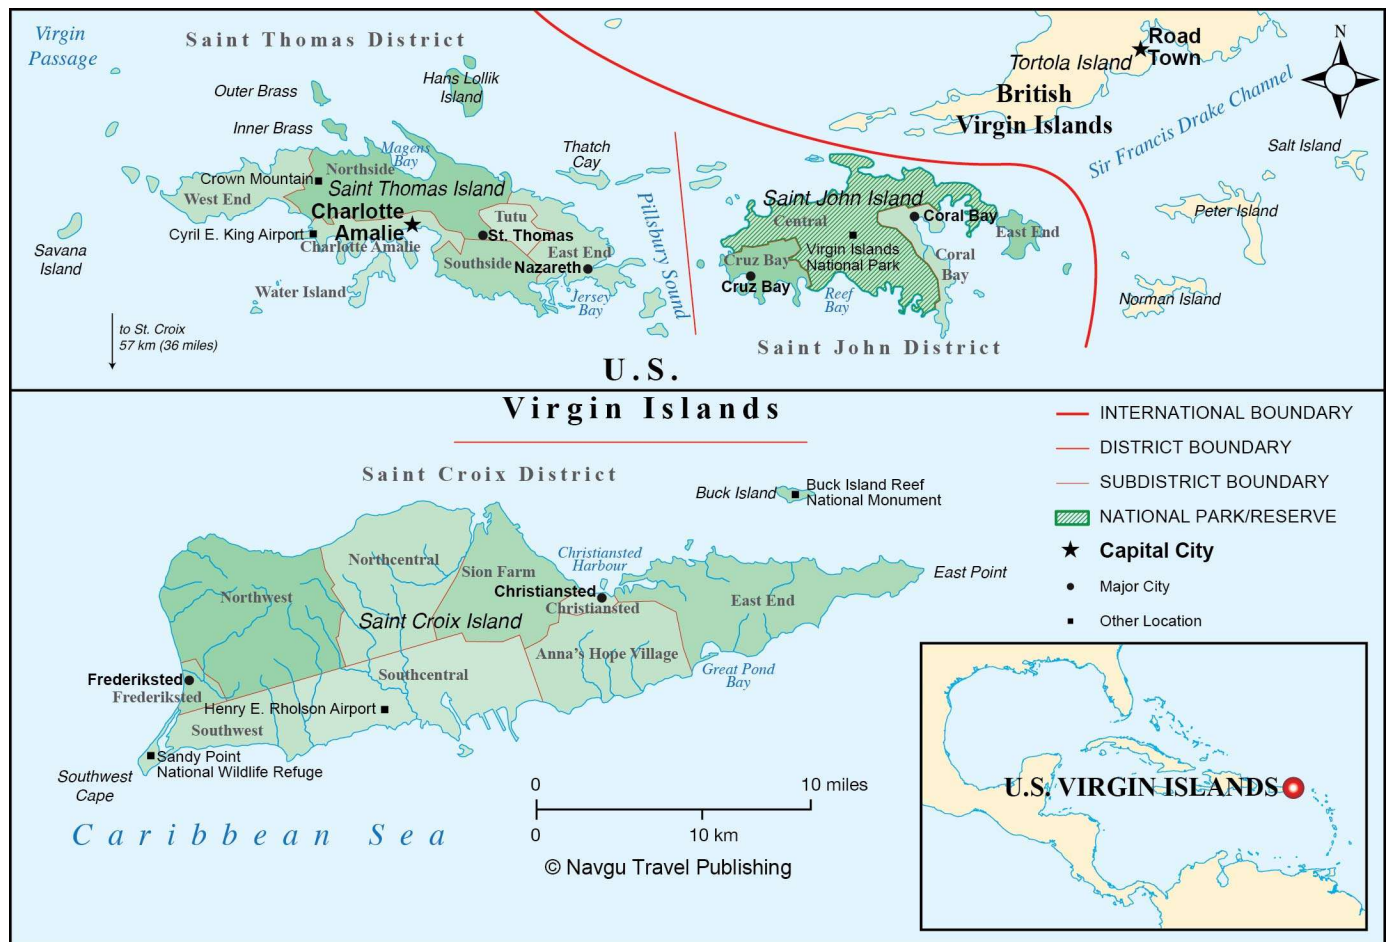 Virgin
Passage
Saint Thomas District
Hans Lollik
Island
Outer Brass
Inner Brass
Magens
Bay
Thatch
Cay
Crown Mountain
Northside
Saint Thomas Island
West End
Charlotte
Amalie
Tutu
St. Thomas
Cyril E. King Airport
Charlotte Amalie
East End
Southside
Nazareth
Savana
Island
Water Island
Jersey
Bay
Pillsbury Sound
to St. Croix
57 km (36 miles)
Road
Town
Tortola Island
British
Virgin Islands
Sir Francis Drake Channel
N
Salt Island
Peter Island
Norman Island
Saint John Island
Central
Coral Bay
East End
Virgin Islands
National Park
Coral
Bay
Cruz Bay
Cruz Bay
Reef
Bay
Saint John District
U.S.
Virgin Islands
Saint Croix District
Buck Island
Buck Island Reef
National Monument
Northcentral
Sion Farm
Christiansted
Harbour
East Point
Christiansted
Christiansted
Northwest
East End
Saint Croix Island
Anna's Hope Village
Great Pond
Bay
Southcentral
Frederiksted
Frederiksted
Henry E. Rholson Airport
Southwest
Sandy Point
National Wildlife Refuge
Southwest
Cape
Caribbean Sea
0
10 miles
0
10 km
© Navgu Travel Publishing
INTERNATIONAL BOUNDARY
DISTRICT BOUNDARY
SUBDISTRICT BOUNDARY
NATIONAL PARK/RESERVE
Capital City
Major City
Other Location
U.S. VIRGIN ISLANDS